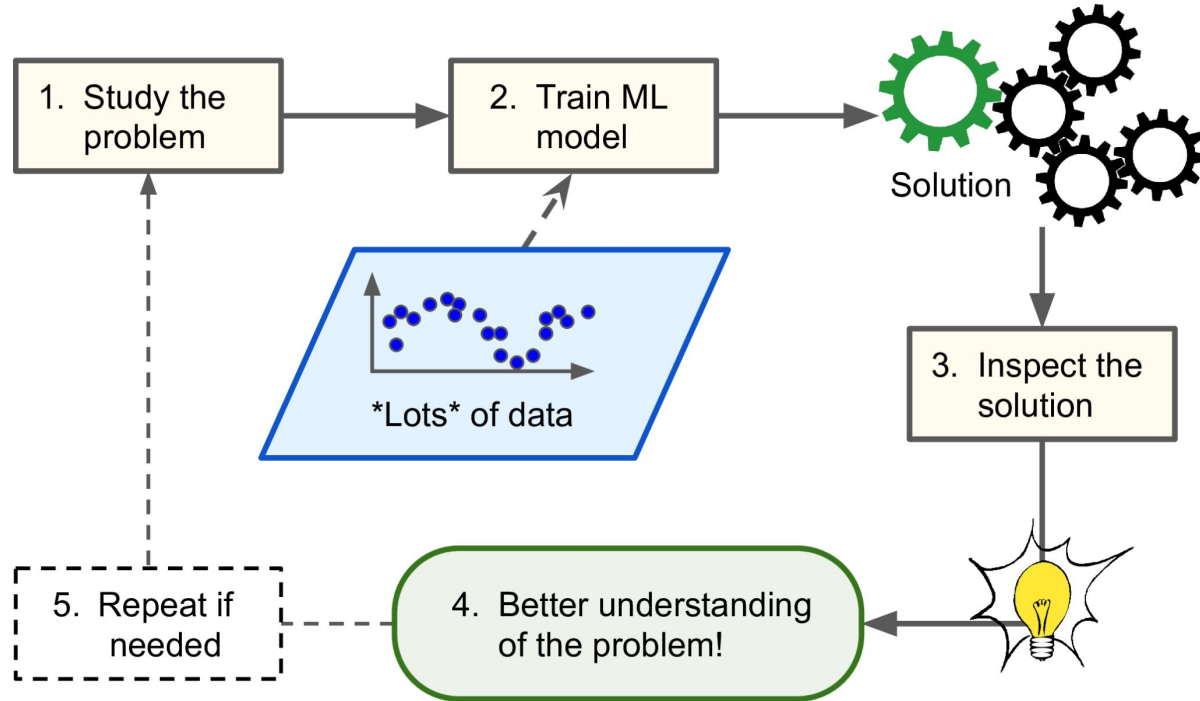 1. Study the
problem
2. Train ML
model
Solution
*Lots* of data
3. Inspect the
solution
4. Better understanding
of the problem!
5. Repeat if
needed